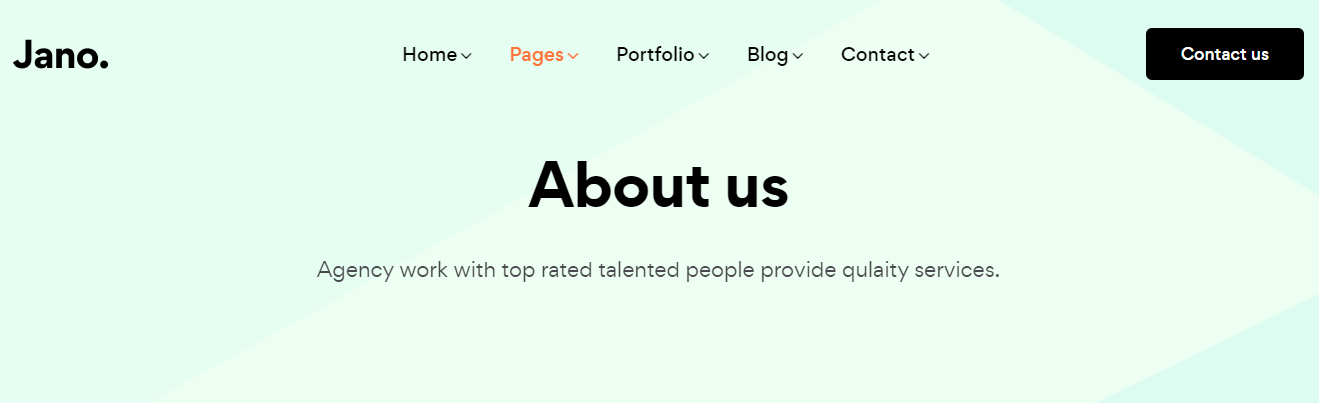 Jano.
Home Pages Portfolio Blog Contact Contact us
About us
Agency work with top rated talented people provide qulaity services.